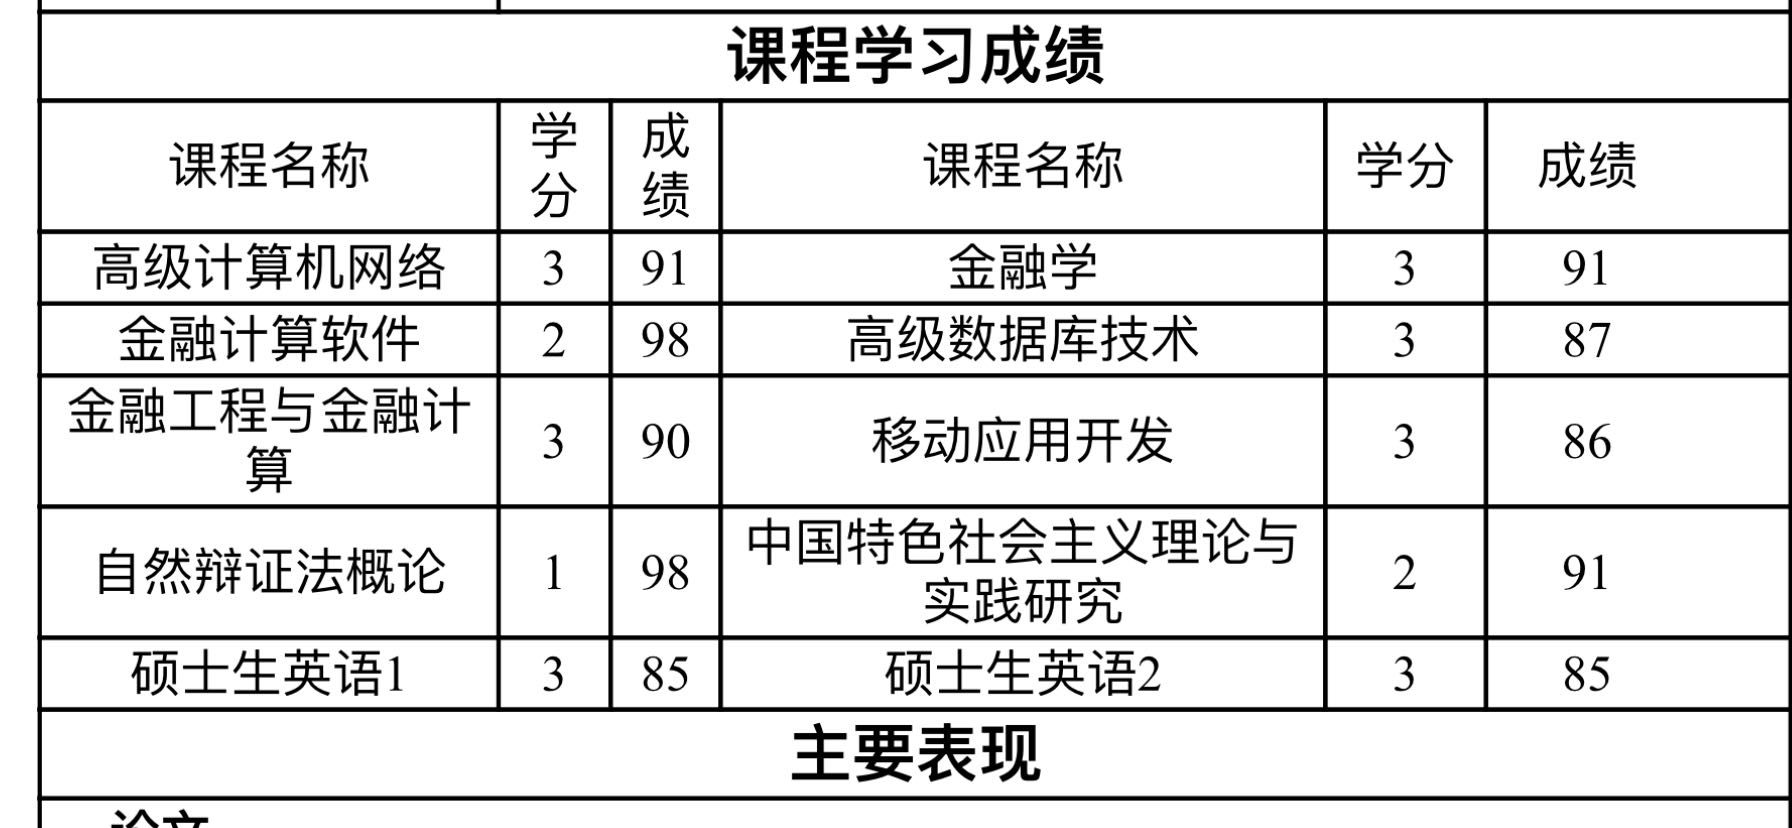 课程学习成绩
课程名称 学分 成绩 课程名称 学分 成绩
高级计算机网络 3 91 金融学 3 91
金融计算软件 2 98 高级数据库技术 3 87
金融工程与金融计算 3 90 移动应用开发 3 86
自然辩证法概论 1 98 中国特色社会主义理论与实践研究 2 91
硕士生英语1 3 85 硕士生英语2 3 85
主要表现
论文